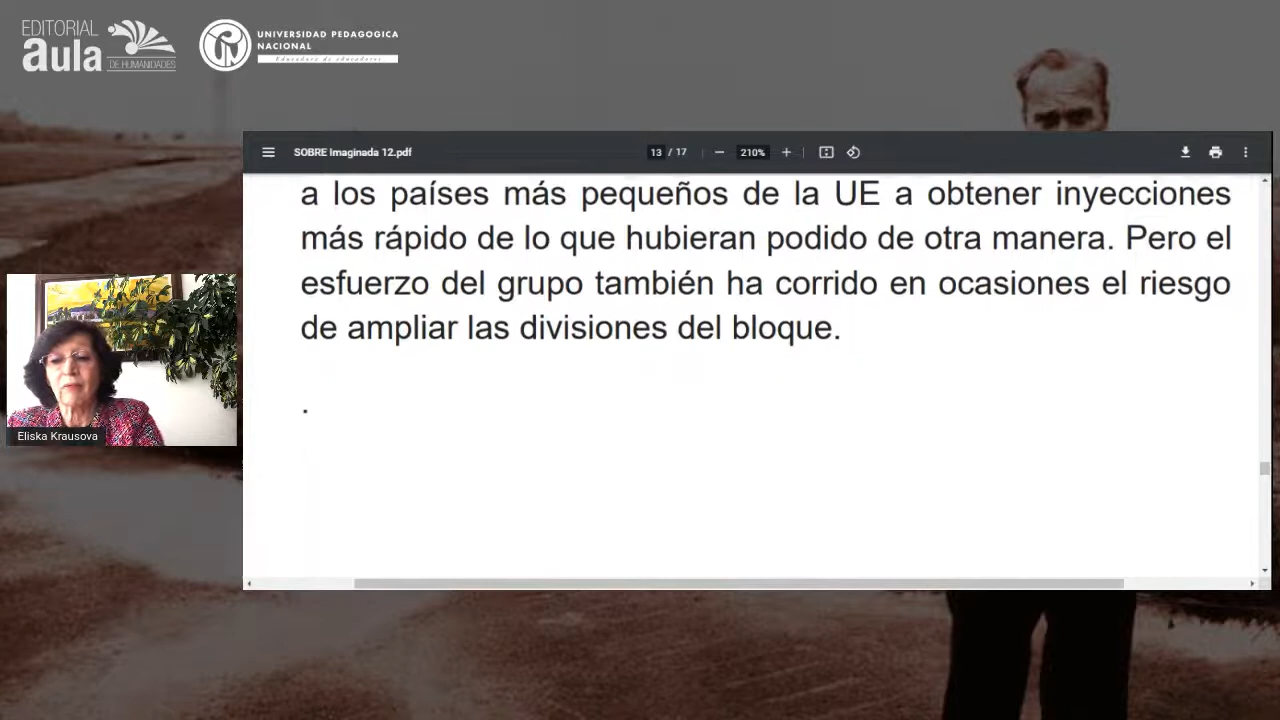 EDITORIAL
aula
DE HUMANIDADES
UNIVERSIDAD PEDAGOGICA
NACIONAL
Educadora de educadores
SOBRE Imaginada 12.pdf
13 / 17
210%
a los países más pequeños de la UE a obtener inyecciones
más rápido de lo que hubieran podido de otra manera. Pero el
esfuerzo del grupo también ha corrido en ocasiones el riesgo
de ampliar las divisiones del bloque.
.
Eliska Krausova